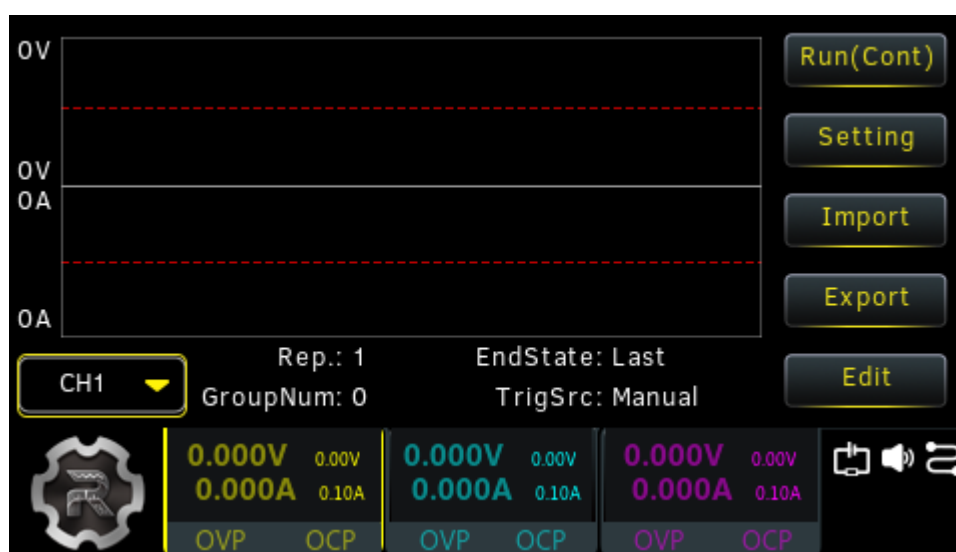 0V
Run(Cont)
Setting
0V
0A
Import
Export
0A
Rep.: 1 EndState: Last
CH1
Edit
GroupNum: 0 TrigSrc: Manual
0.000V 0.00V 0.000V 0.00V 0.000V 0.00V
0.000A 0.10A 0.000A 0.10A 0.000A 0.10A
R
OVP OCP OVP OCP OVP OCP